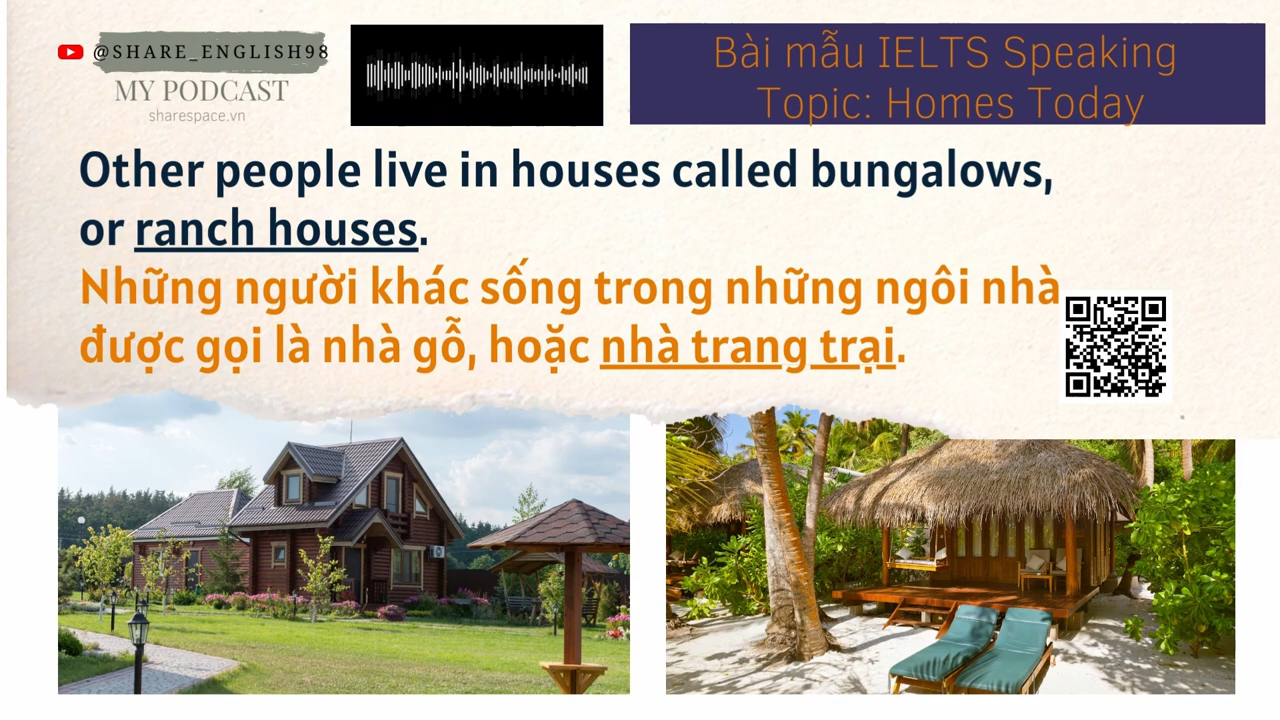 @SHARE_ENGLISH98
MY PODCAST
sharespace.vn
Bài mẫu IELTS Speaking
Topic: Homes Today
Other people live in houses called bungalows,
or ranch houses.
Những người khác sống trong những ngôi nhà
được gọi là nhà gỗ, hoặc nhà trang trại.